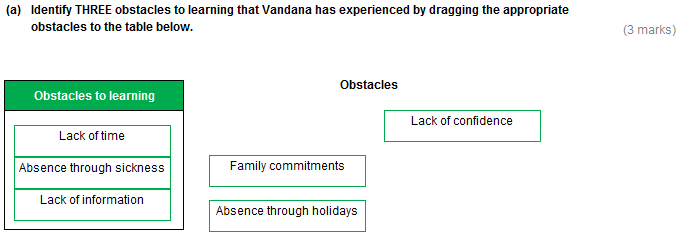 (a) Identify THREE obstacles to learning that Vandana has experienced by dragging the appropriate
obstacles to the table below.
(3 marks)
Obstacles to learning
Lack of time
Absence through sickness
Lack of information
Obstacles
Lack of confidence
Family commitments
Absence through holidays